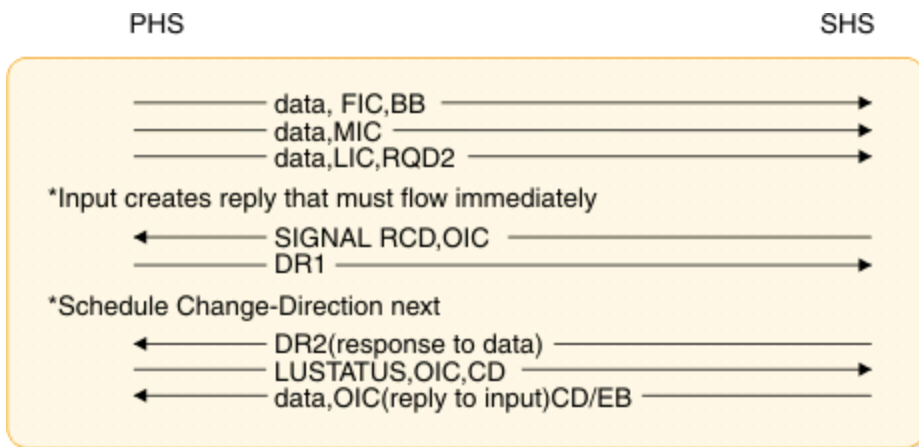 PHS SHS
data, FIC,BB
data,MIC
data,LIC,RQD2
*Input creates reply that must flow immediately
SIGNAL RCD,OIC
DR1
*Schedule Change-Direction next
DR2(response to data)
LUSTATUS,OIC,CD
data,OIC(reply to input)CD/EB